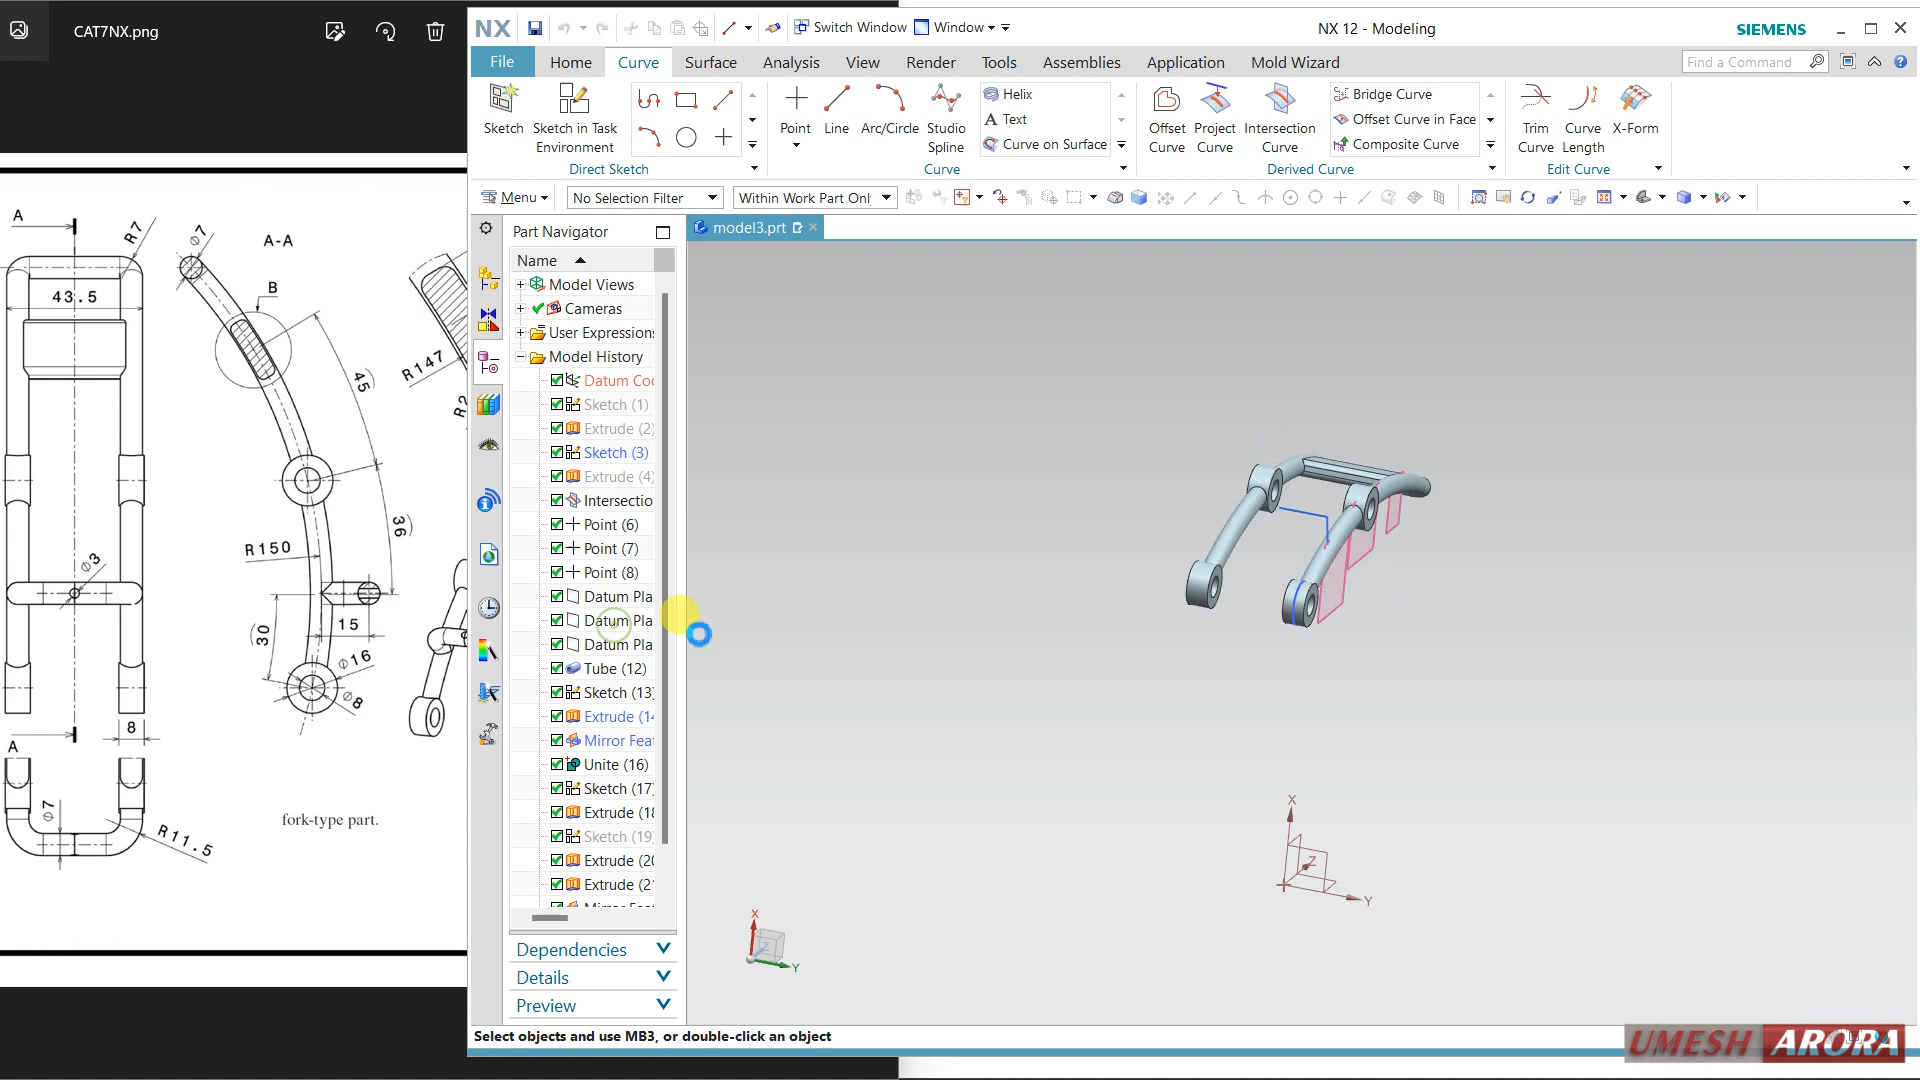 CAT7NX.png
NX
Switch Window
Window
NX 12 - Modeling
SIEMENS
File
Home
Curve
Surface
Analysis
View
Render
Tools
Assemblies
Application
Mold Wizard
Find a Command
Sketch
Sketch in Task
Environment
Direct Sketch
Point
Line
Arc/Circle
Studio
Spline
Helix
A Text
Curve on Surface
Curve
Offset
Curve
Project
Curve
Intersection
Curve
Bridge Curve
Offset Curve in Face
Composite Curve
Derived Curve
Trim
Curve
Curve
Length
X-Form
Edit Curve
Menu
No Selection Filter
Within Work Part Onl
Part Navigator
model3.prt
Name
Model Views
Cameras
User Expressions
Model History
Datum Coo
Sketch (1)
Extrude (2)
Sketch (3)
Extrude (4)
Intersectio
Point (6)
Point (7)
Point (8)
Datum Pla
Datum Pla
Datum Pla
Tube (12)
Sketch (13)
Extrude (14
Mirror Feat
Unite (16)
Sketch (17)
Extrude (18
Sketch (19)
Extrude (20
Extrude (21
Dependencies
Details
Preview
Select objects and use MB3, or double-click an object
A
R7
43.5
Ø3
A
8
Ø7
R11.5
Ø7
A-A
B
45
36
R150
30
15
Ø16
Ø8
R147
R2
fork-type part.
X
Y
Z
X
Z
Y
UMESH ARORA